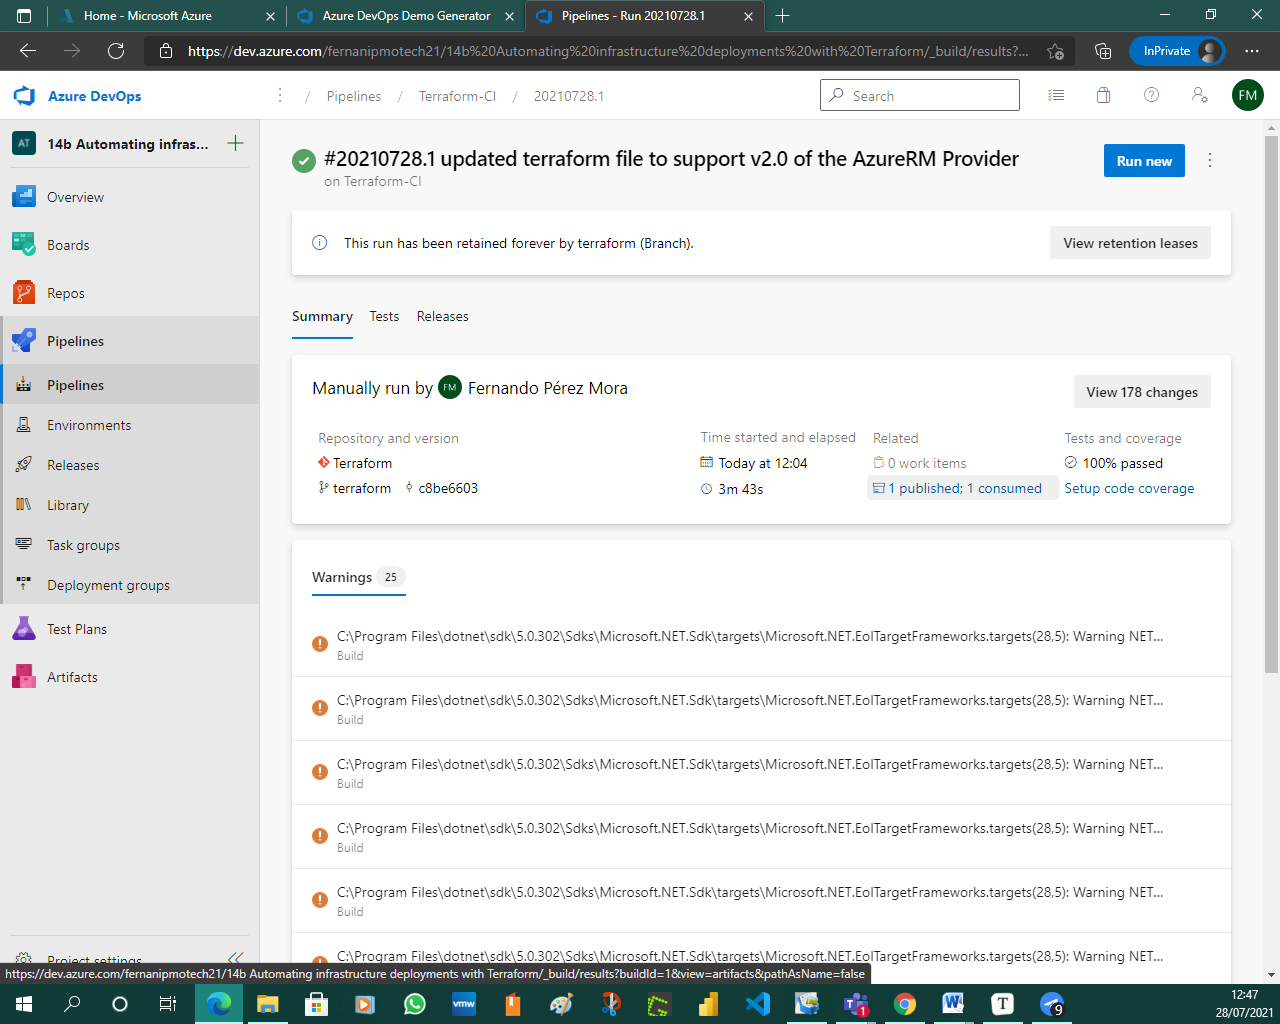 Home - Microsoft Azure
Azure DevOps Demo Generator
Pipelines - Run 20210728.1
https://dev.azure.com/fernanipmotech21/14b%20Automating%20infrastructure%20deployments%20with%20Terraform/_build/results?...
InPrivate
Azure DevOps
/ Pipelines / Terraform-CI / 20210728.1
Search
FM
AT 14b Automating infras...
Overview
Boards
Repos
Pipelines
Pipelines
Environments
Releases
Library
Task groups
Deployment groups
Test Plans
Artifacts
Project settings
#20210728.1 updated terraform file to support v2.0 of the AzureRM Provider
on Terraform-CI
Run new
This run has been retained forever by terraform (Branch).
View retention leases
Summary Tests Releases
Manually run by FM Fernando Pérez Mora
View 178 changes
Repository and version
Terraform
terraform c8be6603
Time started and elapsed
Today at 12:04
3m 43s
Related
0 work items
1 published; 1 consumed
Tests and coverage
100% passed
Setup code coverage
Warnings 25
C:\Program Files\dotnet\sdk\5.0.302\Sdks\Microsoft.NET.Sdk\targets\Microsoft.NET.EolTargetFrameworks.targets(28,5): Warning NET...
Build
C:\Program Files\dotnet\sdk\5.0.302\Sdks\Microsoft.NET.Sdk\targets\Microsoft.NET.EolTargetFrameworks.targets(28,5): Warning NET...
Build
C:\Program Files\dotnet\sdk\5.0.302\Sdks\Microsoft.NET.Sdk\targets\Microsoft.NET.EolTargetFrameworks.targets(28,5): Warning NET...
Build
C:\Program Files\dotnet\sdk\5.0.302\Sdks\Microsoft.NET.Sdk\targets\Microsoft.NET.EolTargetFrameworks.targets(28,5): Warning NET...
Build
C:\Program Files\dotnet\sdk\5.0.302\Sdks\Microsoft.NET.Sdk\targets\Microsoft.NET.EolTargetFrameworks.targets(28,5): Warning NET...
Build
C:\Program Files\dotnet\sdk\5.0.302\Sdks\Microsoft.NET.Sdk\targets\Microsoft.NET.EolTargetFrameworks.targets(28,5): Warning NET...
https://dev.azure.com/fernanipmotech21/14b Automating infrastructure deployments with Terraform/_build/results?buildId=1&view=artifacts&pathAsName=false
vmw
1
T
9
12:47
28/07/2021